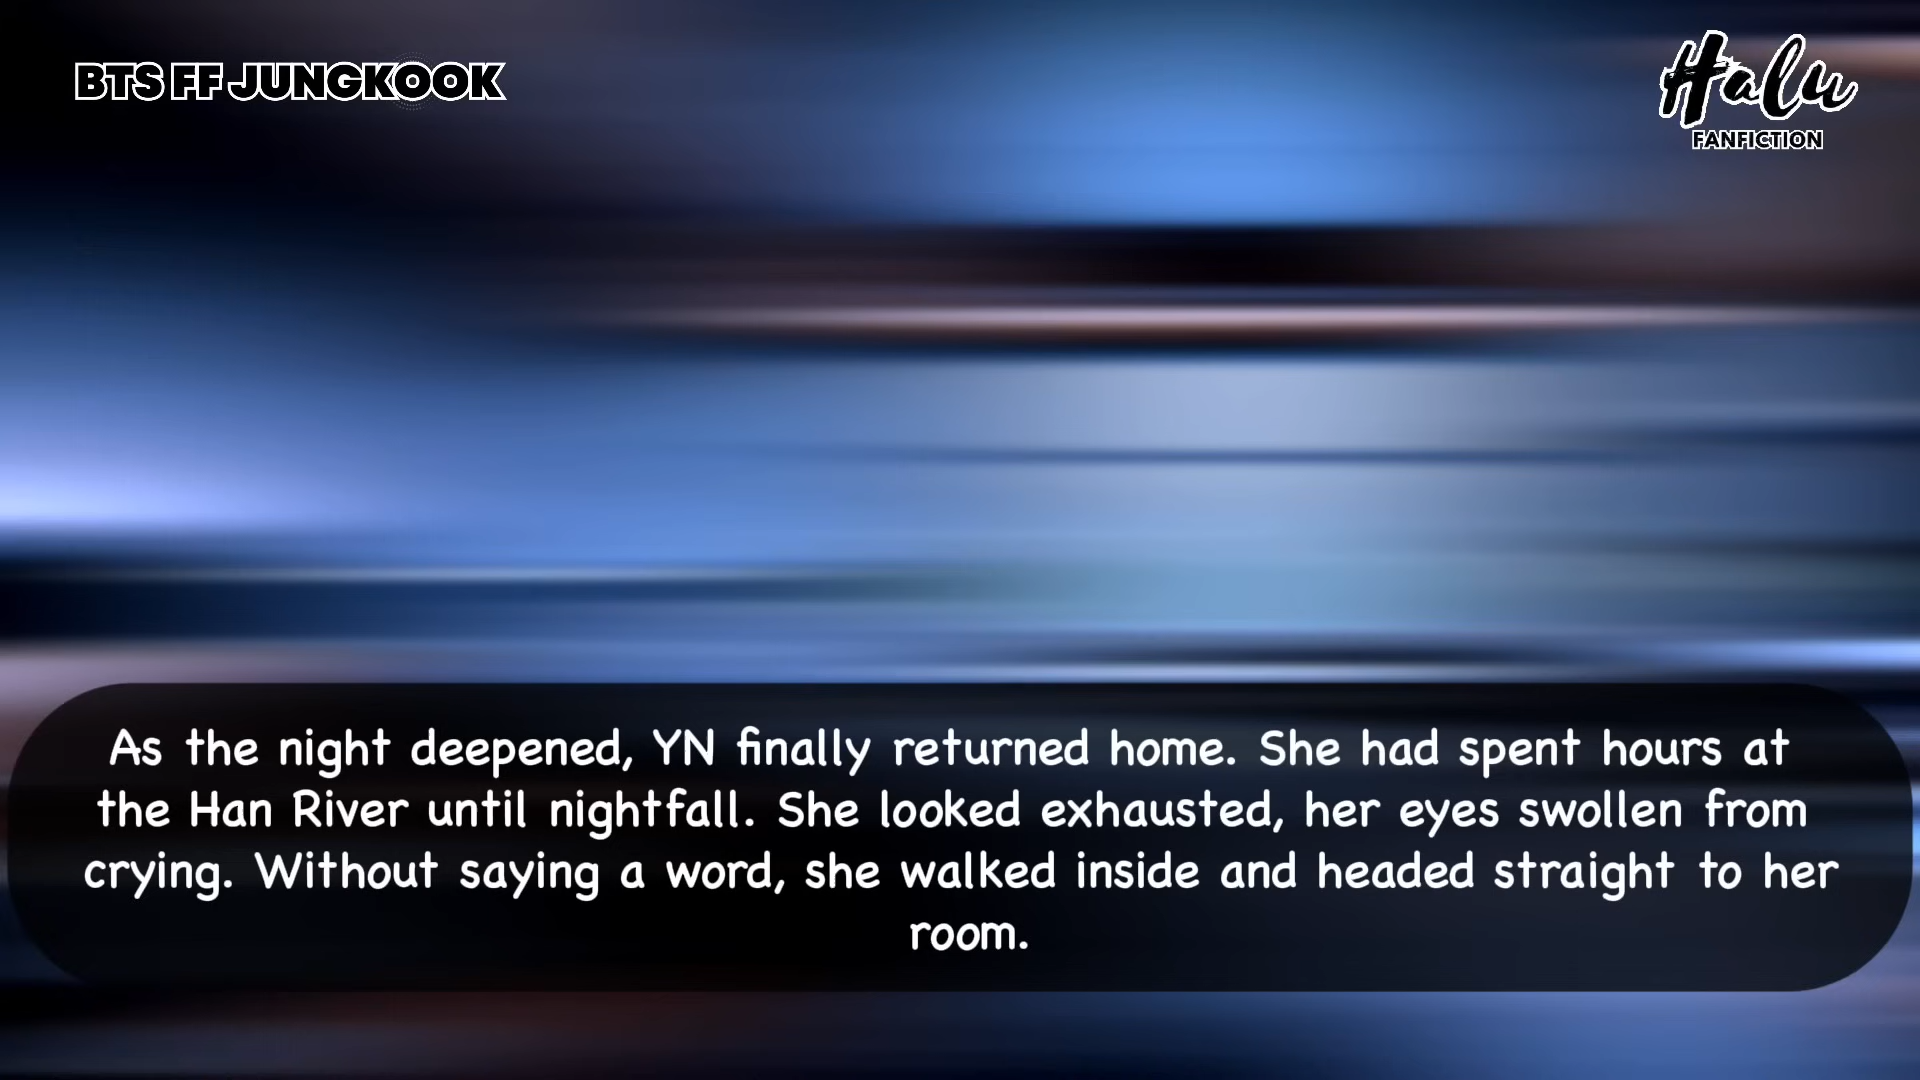 BTS FF JUNGKOOK
Halu
FANFICTION
As the night deepened, YN finally returned home. She had spent hours at
the Han River until nightfall. She looked exhausted, her eyes swollen from
crying. Without saying a word, she walked inside and headed straight to her
room.